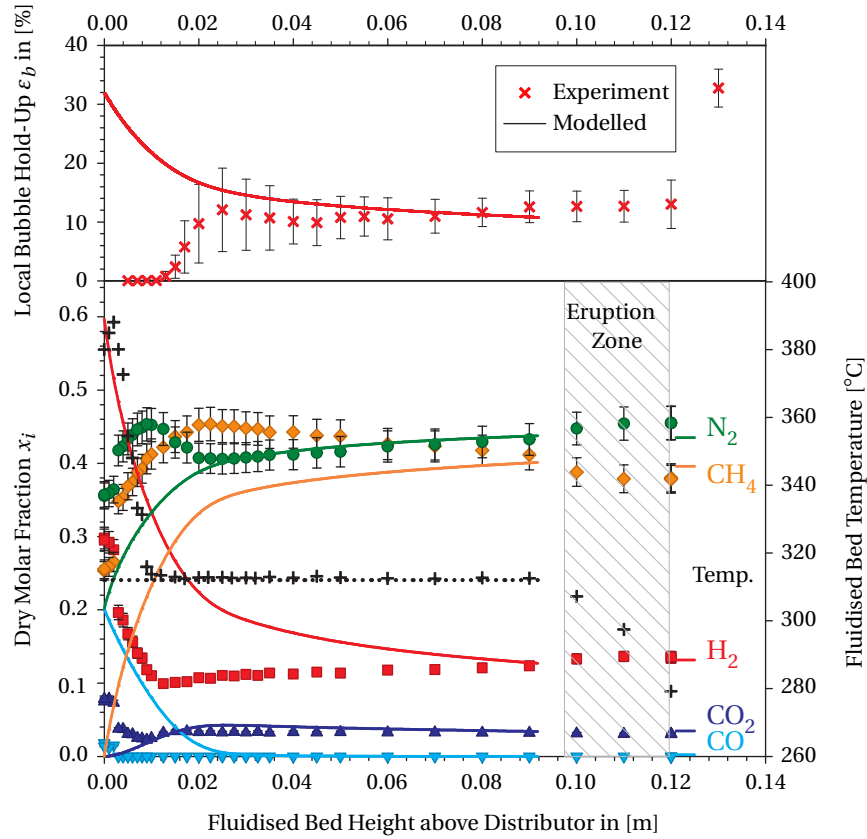 0.00 0.02 0.04 0.06 0.08 0.10 0.12 0.14
Local Bubble Hold-Up ε_b in [%]
40
30
20
10
0
Experiment
Modelled
Dry Molar Fraction x_i
0.6
0.5
0.4
0.3
0.2
0.1
0.0
Eruption
Zone
N₂
CH₄
Temp.
H₂
CO₂
CO
400
380
360
340
320
300
280
260
Fluidised Bed Temperature [°C]
0.00 0.02 0.04 0.06 0.08 0.10 0.12 0.14
Fluidised Bed Height above Distributor in [m]